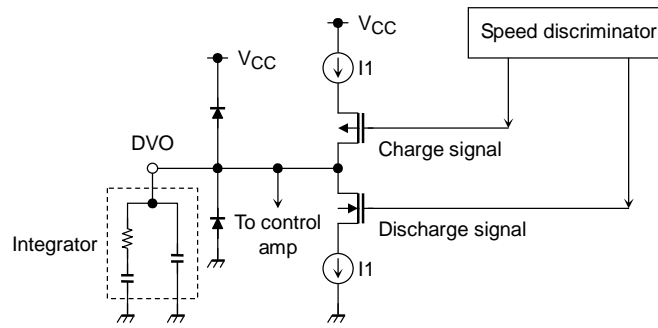 VCC
Speed discriminator
VCC
I1
DVO
Charge signal
To control
amp
Discharge signal
Integrator
I1